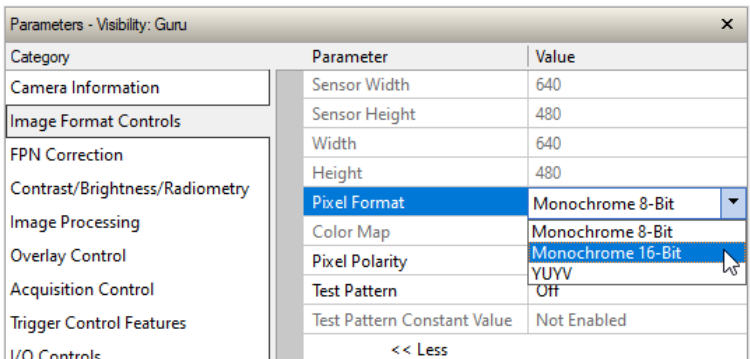 Parameters - Visibility: Guru
Category Parameter Value
Camera Information Sensor Width 640
Image Format Controls Sensor Height 480
FPN Correction Width 640
Contrast/Brightness/Radiometry Height 480
Image Processing Pixel Format Monochrome 8-Bit
Overlay Control Color Map Monochrome 8-Bit
Acquisition Control Pixel Polarity Monochrome 16-Bit
YUYV
Trigger Control Features Test Pattern Off
I/O Controls Test Pattern Constant Value Not Enabled
<< Less